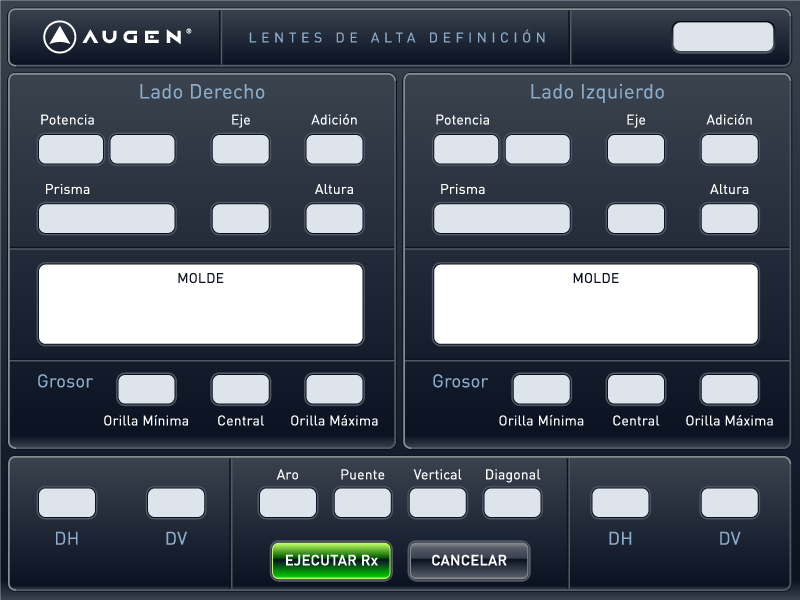 AUGEN®
LENTES DE ALTA DEFINICIÓN
Lado Derecho
Potencia Eje Adición
Prisma Altura
MOLDE
Grosor
Orilla Mínima Central Orilla Máxima
Lado Izquierdo
Potencia Eje Adición
Prisma Altura
MOLDE
Grosor
Orilla Mínima Central Orilla Máxima
DH DV
Aro Puente Vertical Diagonal
EJECUTAR Rx CANCELAR
DH DV